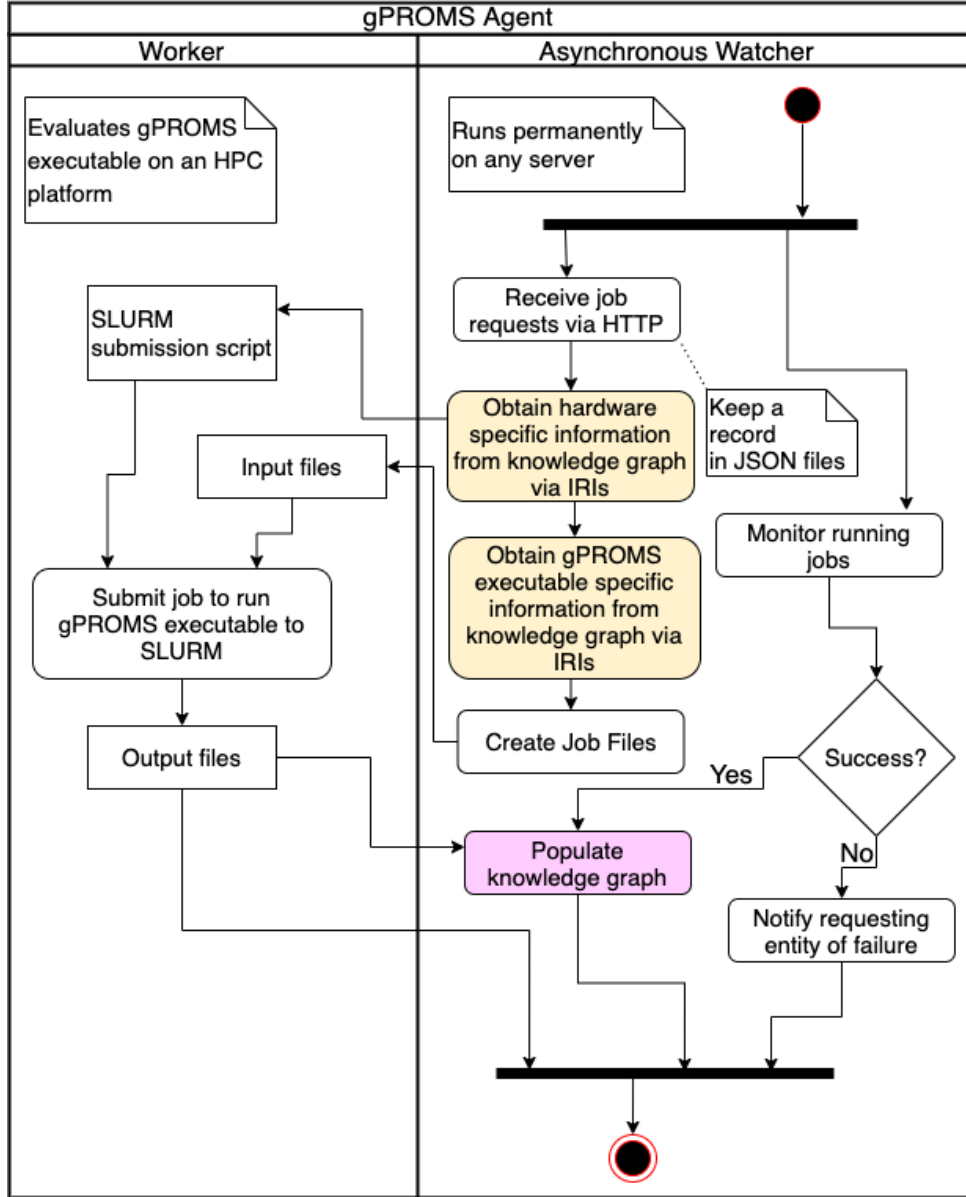 gPROMS Agent
Worker
Asynchronous Watcher
Evaluates gPROMS
executable on an HPC
platform
Runs permanently
on any server
SLURM
submission script
Receive job
requests via HTTP
Obtain hardware
specific information
from knowledge graph
via IRIs
Keep a
record
in JSON files
Input files
Monitor running
jobs
Obtain gPROMS
executable specific
information from
knowledge graph via
IRIs
Submit job to run
gPROMS executable to
SLURM
Create Job Files
Output files
Success?
Yes
No
Populate
knowledge graph
Notify requesting
entity of failure